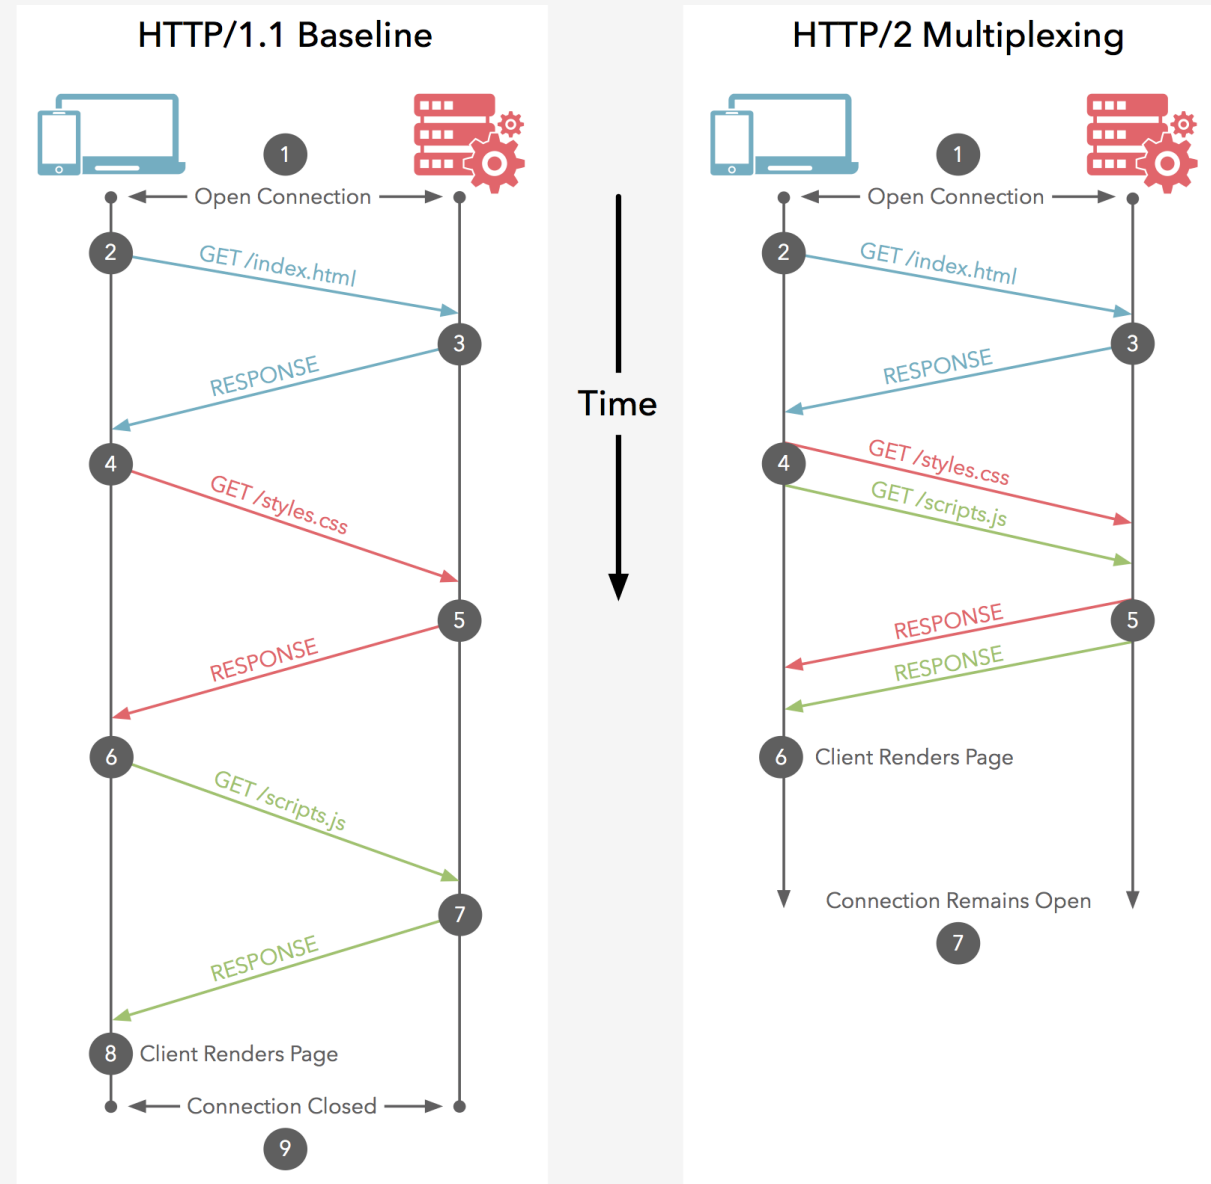 HTTP/1.1 Baseline
1
Open Connection
2
GET /index.html
3
RESPONSE
4
GET /styles.css
5
RESPONSE
6
GET /scripts.js
7
RESPONSE
8
Client Renders Page
Connection Closed
9
Time
HTTP/2 Multiplexing
1
Open Connection
2
GET /index.html
3
RESPONSE
4
GET /styles.css
GET /scripts.js
5
RESPONSE
RESPONSE
6
Client Renders Page
Connection Remains Open
7